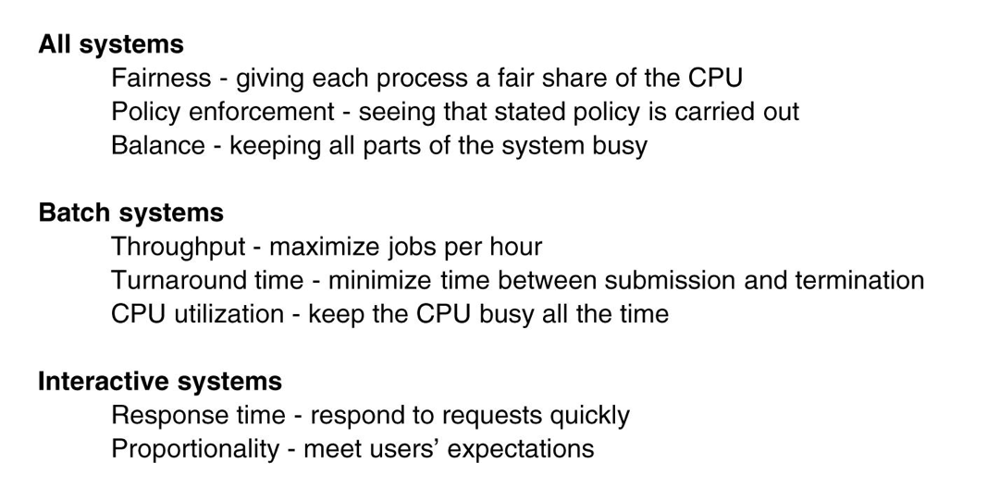 All systems
Fairness - giving each process a fair share of the CPU
Policy enforcement - seeing that stated policy is carried out
Balance - keeping all parts of the system busy
Batch systems
Throughput - maximize jobs per hour
Turnaround time - minimize time between submission and termination
CPU utilization - keep the CPU busy all the time
Interactive systems
Response time - respond to requests quickly
Proportionality - meet users’ expectations